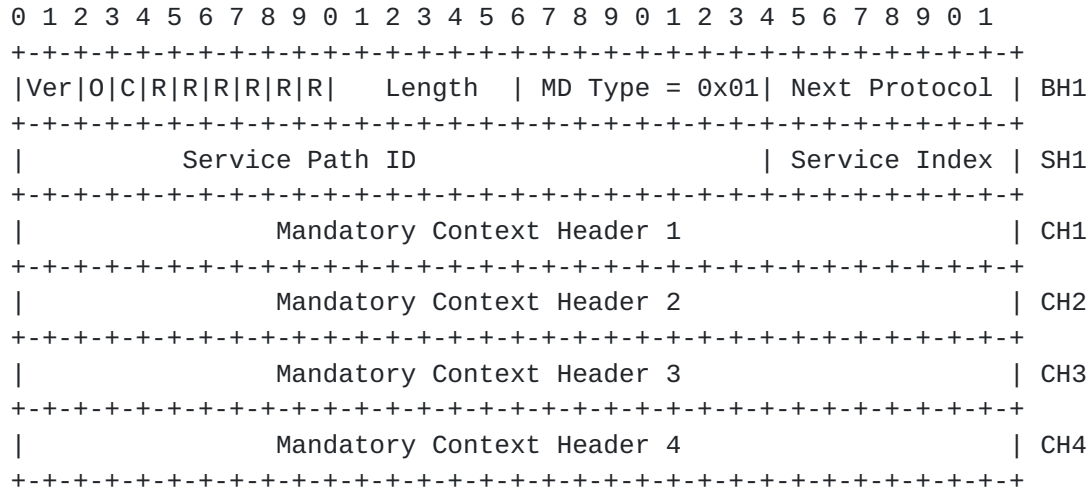 0 1 2 3 4 5 6 7 8 9 0 1 2 3 4 5 6 7 8 9 0 1 2 3 4 5 6 7 8 9 0 1
+-+-+-+-+-+-+-+-+-+-+-+-+-+-+-+-+-+-+-+-+-+-+-+-+-+-+-+-+-+-+-+-+
|Ver|O|C|R|R|R|R|R|R|   Length  | MD Type = 0x01| Next Protocol | BH1
+-+-+-+-+-+-+-+-+-+-+-+-+-+-+-+-+-+-+-+-+-+-+-+-+-+-+-+-+-+-+-+-+
|          Service Path ID                      | Service Index | SH1
+-+-+-+-+-+-+-+-+-+-+-+-+-+-+-+-+-+-+-+-+-+-+-+-+-+-+-+-+-+-+-+-+
|                Mandatory Context Header 1                     | CH1
+-+-+-+-+-+-+-+-+-+-+-+-+-+-+-+-+-+-+-+-+-+-+-+-+-+-+-+-+-+-+-+-+
|                Mandatory Context Header 2                     | CH2
+-+-+-+-+-+-+-+-+-+-+-+-+-+-+-+-+-+-+-+-+-+-+-+-+-+-+-+-+-+-+-+-+
|                Mandatory Context Header 3                     | CH3
+-+-+-+-+-+-+-+-+-+-+-+-+-+-+-+-+-+-+-+-+-+-+-+-+-+-+-+-+-+-+-+-+
|                Mandatory Context Header 4                     | CH4
+-+-+-+-+-+-+-+-+-+-+-+-+-+-+-+-+-+-+-+-+-+-+-+-+-+-+-+-+-+-+-+-+